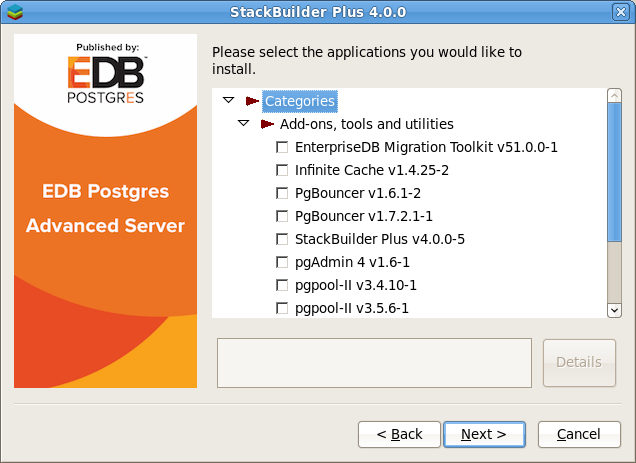 StackBuilder Plus 4.0.0
Published by:
EDB™
POSTGRES
EDB Postgres
Advanced Server
Please select the applications you would like to
install.
Categories
Add-ons, tools and utilities
EnterpriseDB Migration Toolkit v51.0.0-1
Infinite Cache v1.4.25-2
PgBouncer v1.6.1-2
PgBouncer v1.7.2.1-1
StackBuilder Plus v4.0.0-5
pgAdmin 4 v1.6-1
pgpool-II v3.4.10-1
pgpool-II v3.5.6-1
Details
< Back
Next >
Cancel